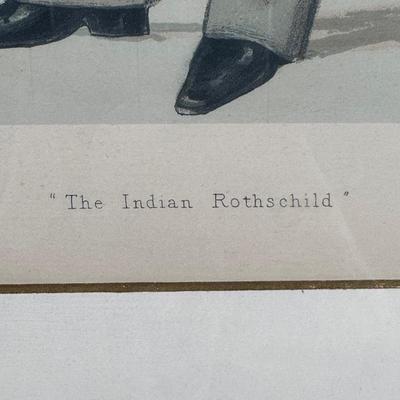 "The Indian Rothschild"